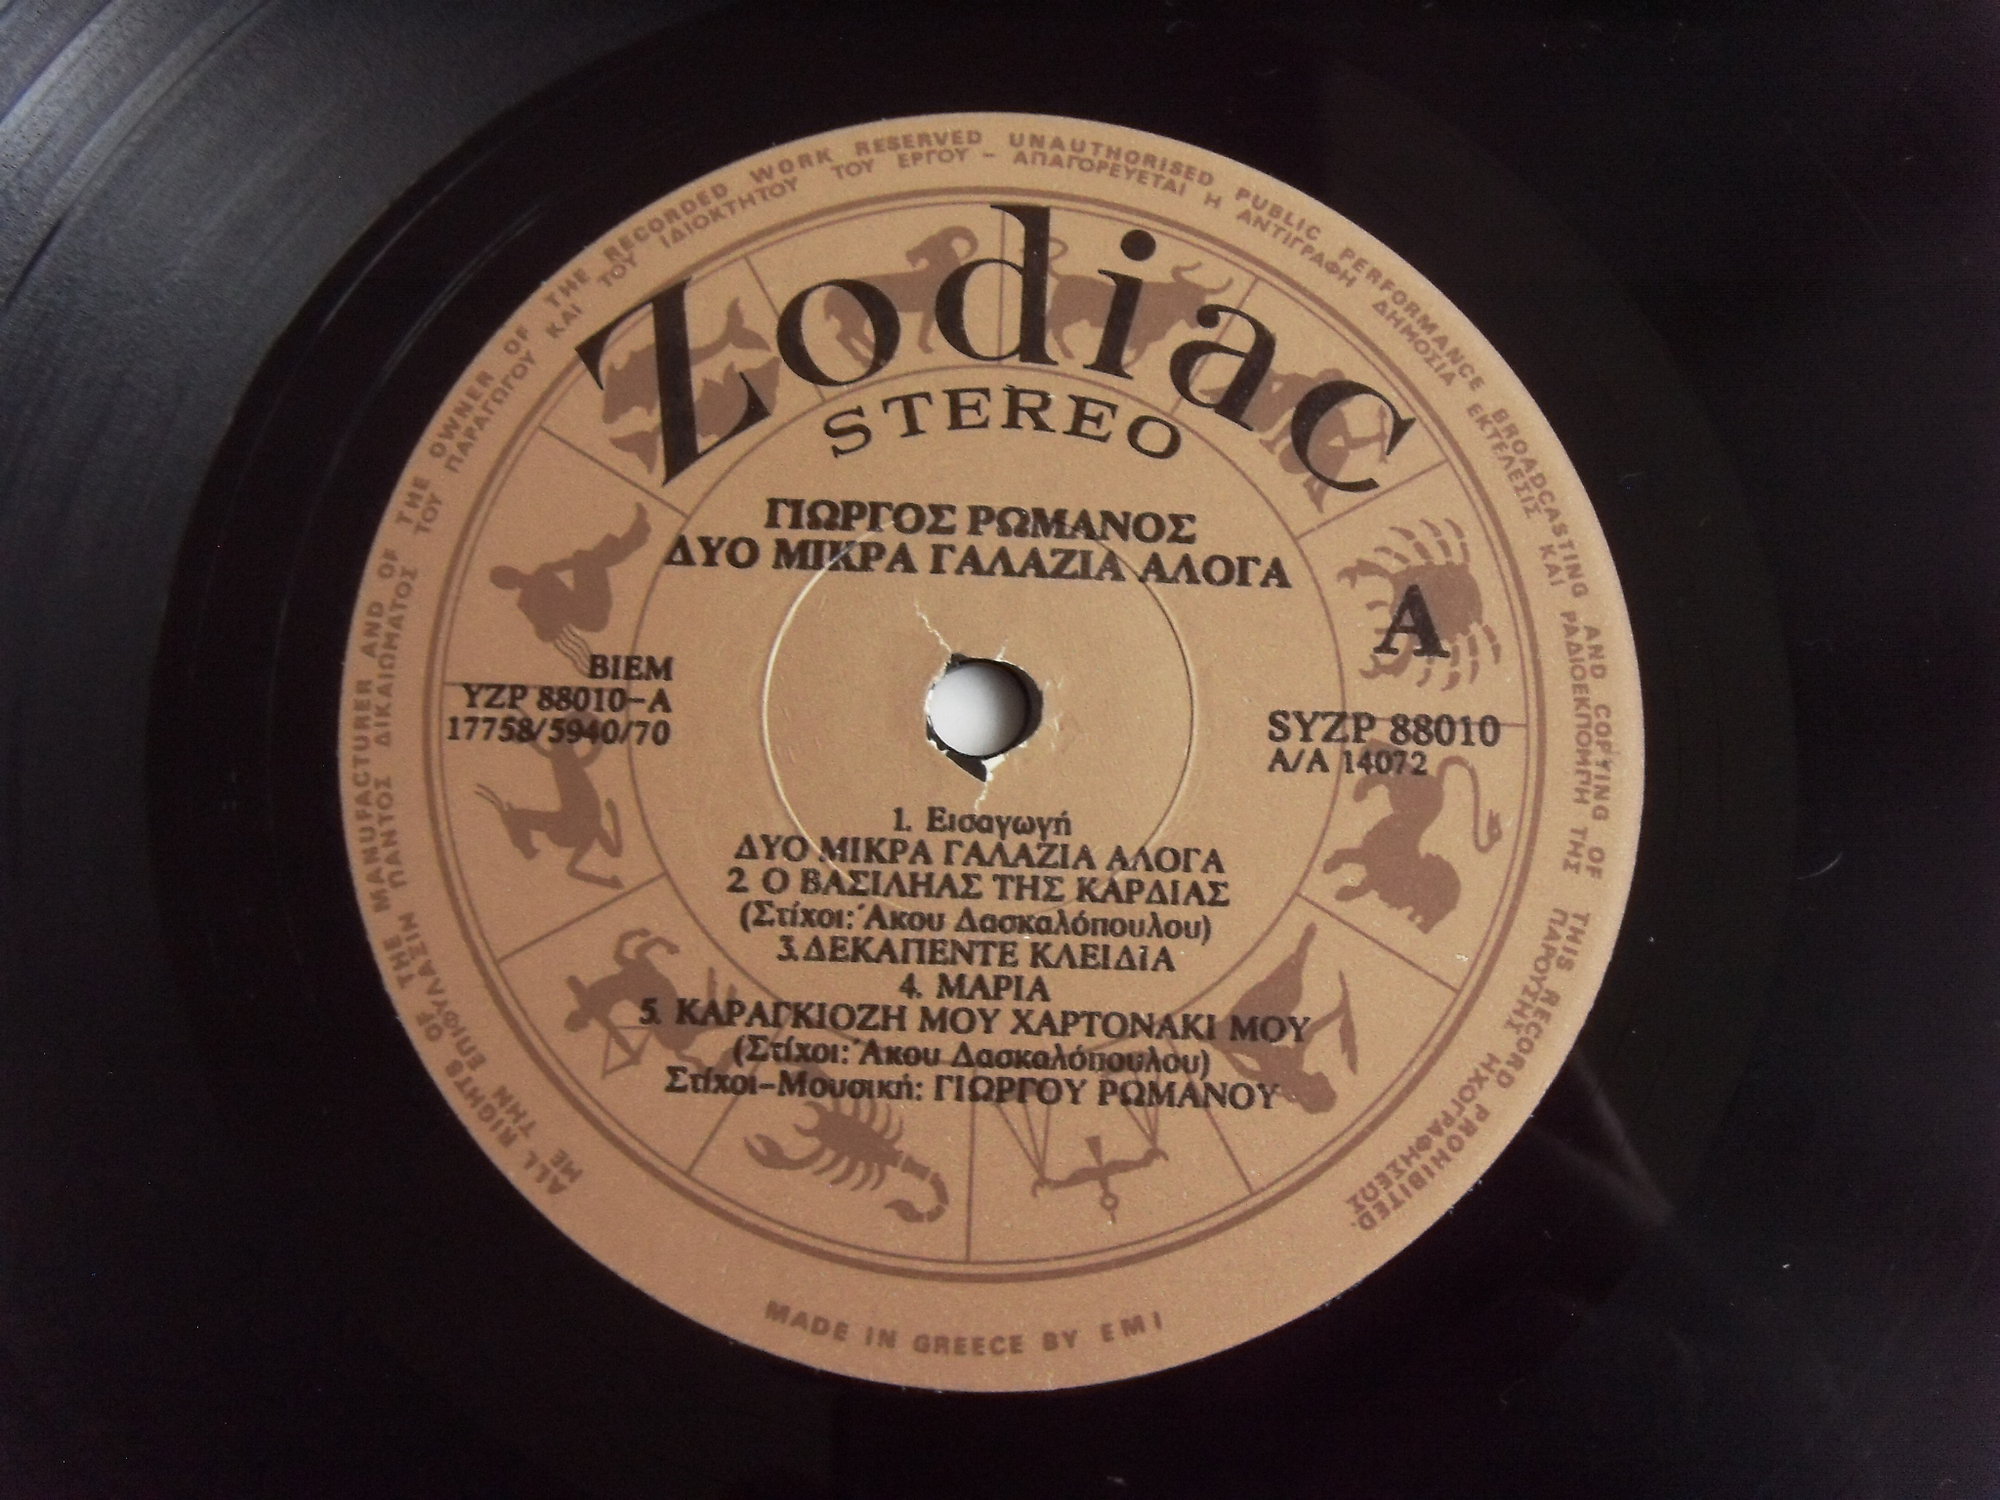 ALL RIGHTS OF THE MANUFACTURER AND OF THE OWNER OF THE RECORDED WORK RESERVED UNAUTHORISED PUBLIC PERFORMANCE BROADCASTING AND COPYING OF THIS RECORD PROHIBITED.
ΜΕ ΤΗΝ ΕΠΙΦΥΛΑΞΙΝ ΠΑΝΤΟΣ ΔΙΚΑΙΩΜΑΤΟΣ ΤΟΥ ΠΑΡΑΓΩΓΟΥ ΚΑΙ ΤΟΥ ΙΔΙΟΚΤΗΤΟΥ ΤΟΥ ΕΡΓΟΥ – ΑΠΑΓΟΡΕΥΕΤΑΙ Η ΑΝΤΙΓΡΑΦΗ ΔΗΜΟΣΙΑ ΕΚΤΕΛΕΣΙΣ ΚΑΙ ΡΑΔΙΟΕΚΠΟΜΠΗ ΤΗΣ ΠΑΡΟΥΣΗΣ ΗΧΟΓΡΑΦΗΣΕΩΣ
Zodiac
STEREO
ΓΙΩΡΓΟΣ ΡΩΜΑΝΟΣ
ΔΥΟ ΜΙΚΡΑ ΓΑΛΑΖΙΑ ΑΛΟΓΑ
A
BIEM
YZP 88010–A
17758/5940/70
SYZP 88010
A/A 14072
1. Εισαγωγή
ΔΥΟ ΜΙΚΡΑ ΓΑΛΑΖΙΑ ΑΛΟΓΑ
2. Ο ΒΑΣΙΛΗΑΣ ΤΗΣ ΚΑΡΔΙΑΣ
(Στίχοι: Άκου Δασκαλόπουλου)
3. ΔΕΚΑΠΕΝΤΕ ΚΛΕΙΔΙΑ
4. ΜΑΡΙΑ
5. ΚΑΡΑΓΚΙΟΖΗ ΜΟΥ ΧΑΡΤΟΝΑΚΙ ΜΟΥ
(Στίχοι: Άκου Δασκαλόπουλου)
Στίχοι–Μουσική: ΓΙΩΡΓΟΥ ΡΩΜΑΝΟΥ
MADE IN GREECE BY EMI